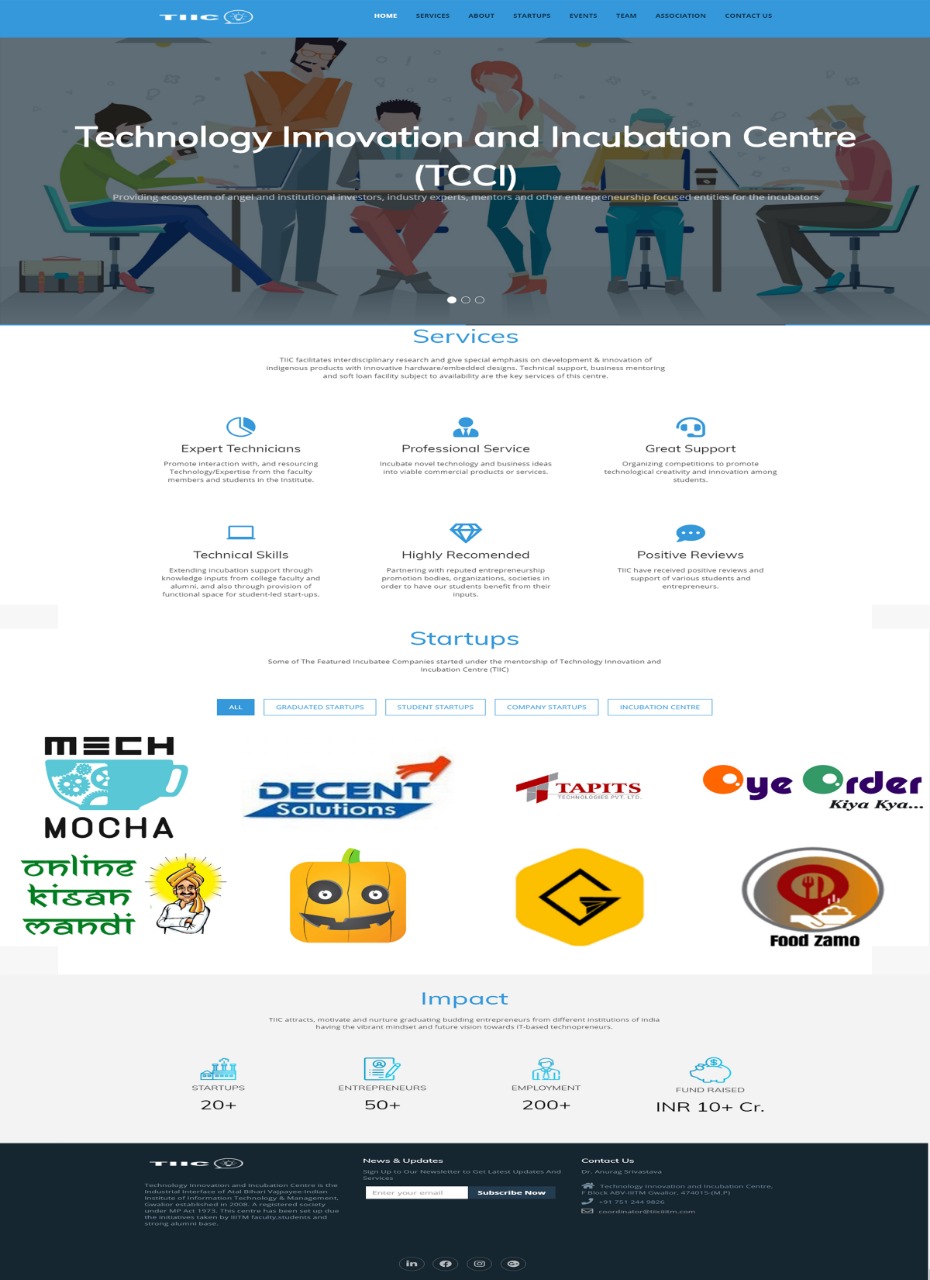 TIIC
HOME SERVICES ABOUT STARTUPS EVENTS TEAM ASSOCIATION CONTACT US
Technology Innovation and Incubation Centre
(TCCI)
Providing ecosystem of angel and institutional investors, industry experts, mentors and other entrepreneurship focused entities for the incubators
Services
TIIC facilitates interdisciplinary research and give special emphasis on development & innovation of
indigenous products with innovative hardware/embedded designs. Technical support, business mentoring
and soft loan facility subject to availability are the key services of this centre.
Expert Technicians
Promote interaction with, and resourcing
Technology/Expertise from the faculty
members and students in the Institute.
Professional Service
Incubate novel technology and business ideas
into viable commercial products or services.
Great Support
Organizing competitions to promote
technological creativity and innovation among
students.
Technical Skills
Extending incubation support through
knowledge inputs from college faculty and
alumni, and also through provision of
functional space for student-led start-ups.
Highly Recomended
Partnering with reputed entrepreneurship
promotion bodies, organizations, societies in
order to have our students benefit from their
inputs.
Positive Reviews
TIIC have received positive reviews and
support of various students and
entrepreneurs.
Startups
Some of The Featured Incubatee Companies started under the mentorship of Technology Innovation and
Incubation Centre (TIIC)
ALL GRADUATED STARTUPS STUDENT STARTUPS COMPANY STARTUPS INCUBATION CENTRE
MECH
MOCHA
DECENT
Solutions
TAPITS
TECHNOLOGIES PVT. LTD.
Oye Order
Kiya Kya...
online
kisan
mandi
Food Zamo
Impact
TIIC attracts, motivate and nurture graduating budding entrepreneurs from different institutions of India
having the vibrant mindset and future vision towards IT-based technopreneurs.
STARTUPS
20+
ENTREPRENEURS
50+
EMPLOYMENT
200+
FUND RAISED
INR 10+ Cr.
TIIC
Technology Innovation and Incubation Centre is the
Industrial Interface of Atal Bihari Vajpayee-Indian
Institute of Information Technology & Management,
Gwalior established in 2008. A registered society
under MP Act 1973. This centre has been set up due
the initiatives taken by IIITM faculty,students and
strong alumni base.
News & Updates
Sign Up to Our Newsletter to Get Latest Updates And
Services
Enter your email Subscribe Now
Contact Us
Dr. Anurag Srivastava
Technology Innovation and Incubation Centre,
F Block ABV-IIITM Gwalior, 474015-(M.P)
+91 751 244 9826